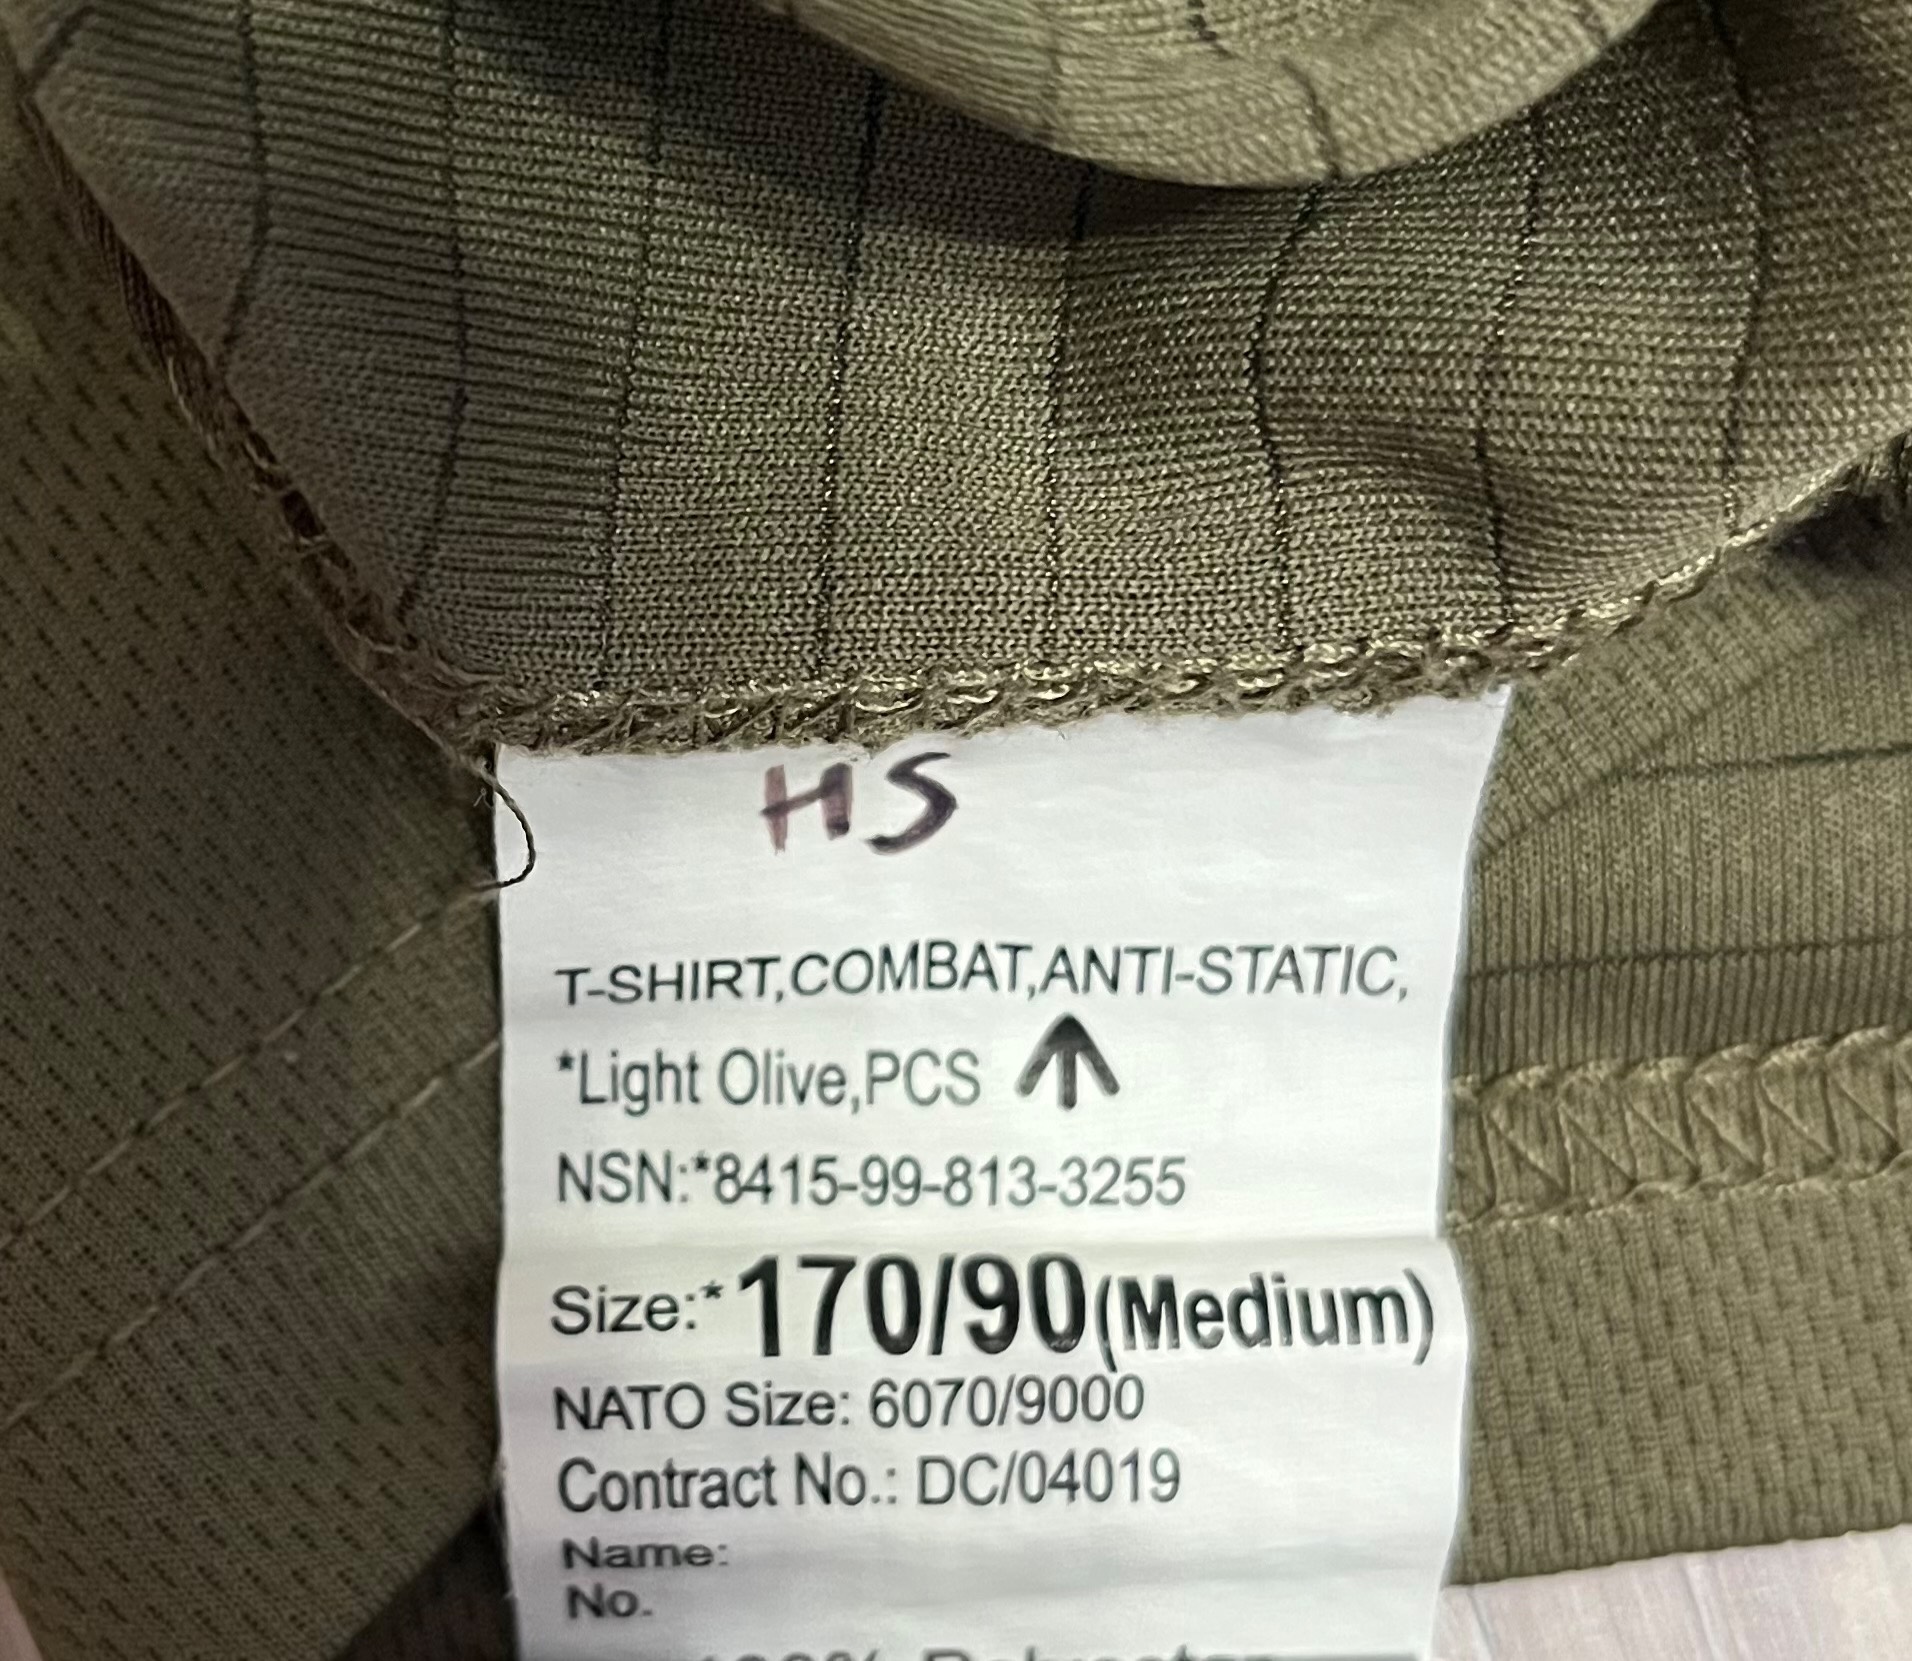 HS
T-SHIRT,COMBAT,ANTI-STATIC,
*Light Olive,PCS
NSN:*8415-99-813-3255
Size:*170/90(Medium)
NATO Size: 6070/9000
Contract No.: DC/04019
Name:
No.